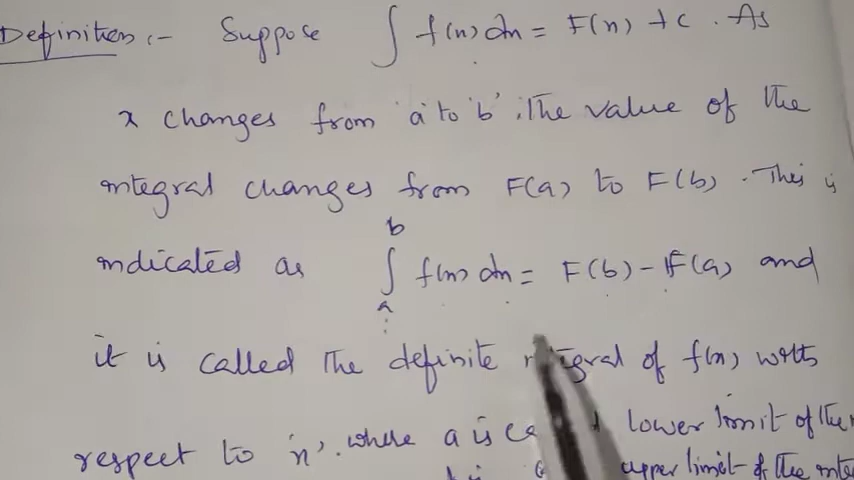 Definition :- Suppose ∫ f(x) dx = F(x) + c . As
x changes from 'a' to 'b', the value of the
integral changes from F(a) to F(b) . This is
indicated as ∫ₐᵇ f(x) dx = F(b) - F(a) and
it is called the definite integral of f(x) with
respect to 'x' . where a is lower limit of the
upper limit of the